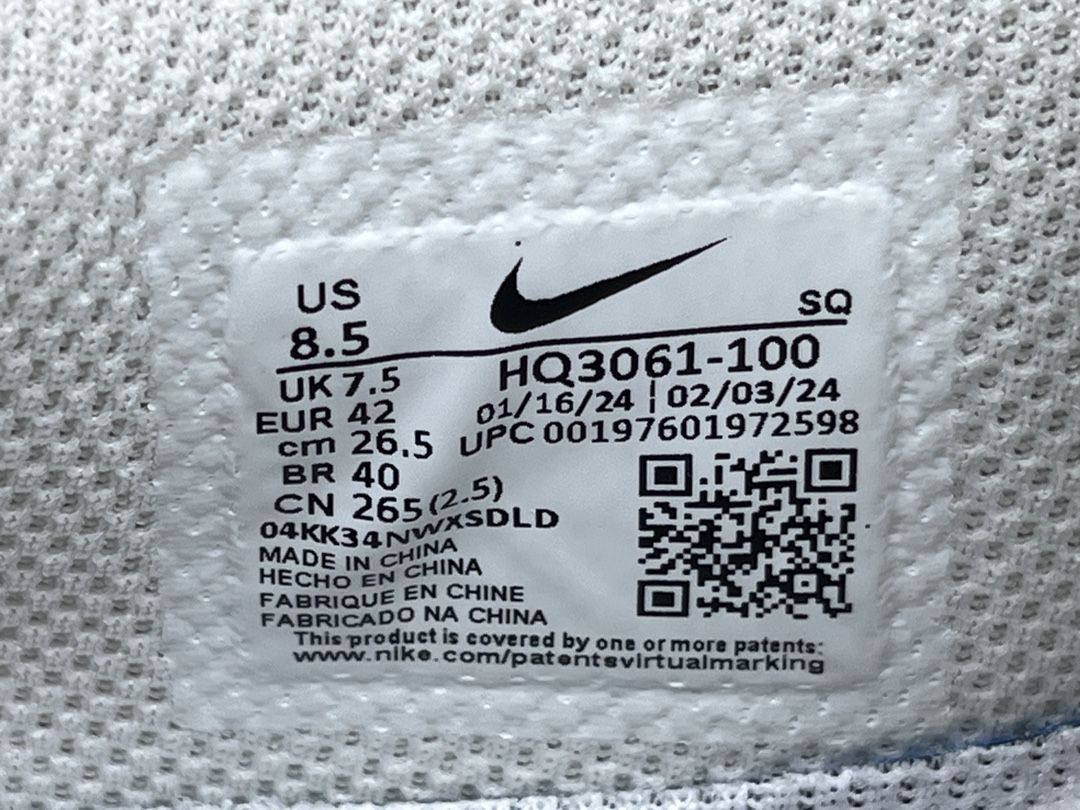 US
8.5
SQ
UK 7.5
HQ3061-100
EUR 42
01/16/24 | 02/03/24
cm 26.5
UPC 00197601972598
BR 40
CN 265 (2.5)
04KK34NWXSDLD
MADE IN CHINA
HECHO EN CHINA
FABRIQUE EN CHINE
FABRICADO NA CHINA
This product is covered by one or more patents:
www.nike.com/patentsvirtualmarking